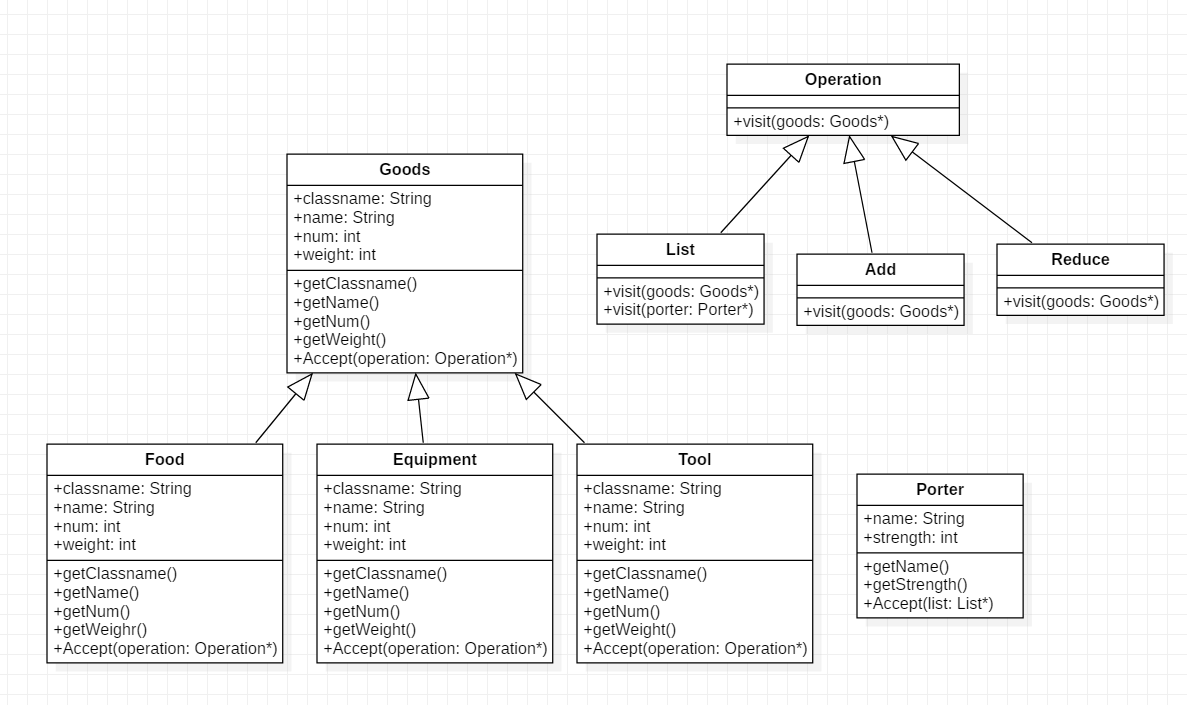 Operation
+visit(goods: Goods*)
Goods
+classname: String
+name: String
+num: int
+weight: int
+getClassname()
+getName()
+getNum()
+getWeight()
+Accept(operation: Operation*)
List
+visit(goods: Goods*)
+visit(porter: Porter*)
Add
+visit(goods: Goods*)
Reduce
+visit(goods: Goods*)
Food
+classname: String
+name: String
+num: int
+weight: int
+getClassname()
+getName()
+getNum()
+getWeighr()
+Accept(operation: Operation*)
Equipment
+classname: String
+name: String
+num: int
+weight: int
+getClassname()
+getName()
+getNum()
+getWeight()
+Accept(operation: Operation*)
Tool
+classname: String
+name: String
+num: int
+weight: int
+getClassname()
+getName()
+getNum()
+getWeight()
+Accept(operation: Operation*)
Porter
+name: String
+strength: int
+getName()
+getStrength()
+Accept(list: List*)